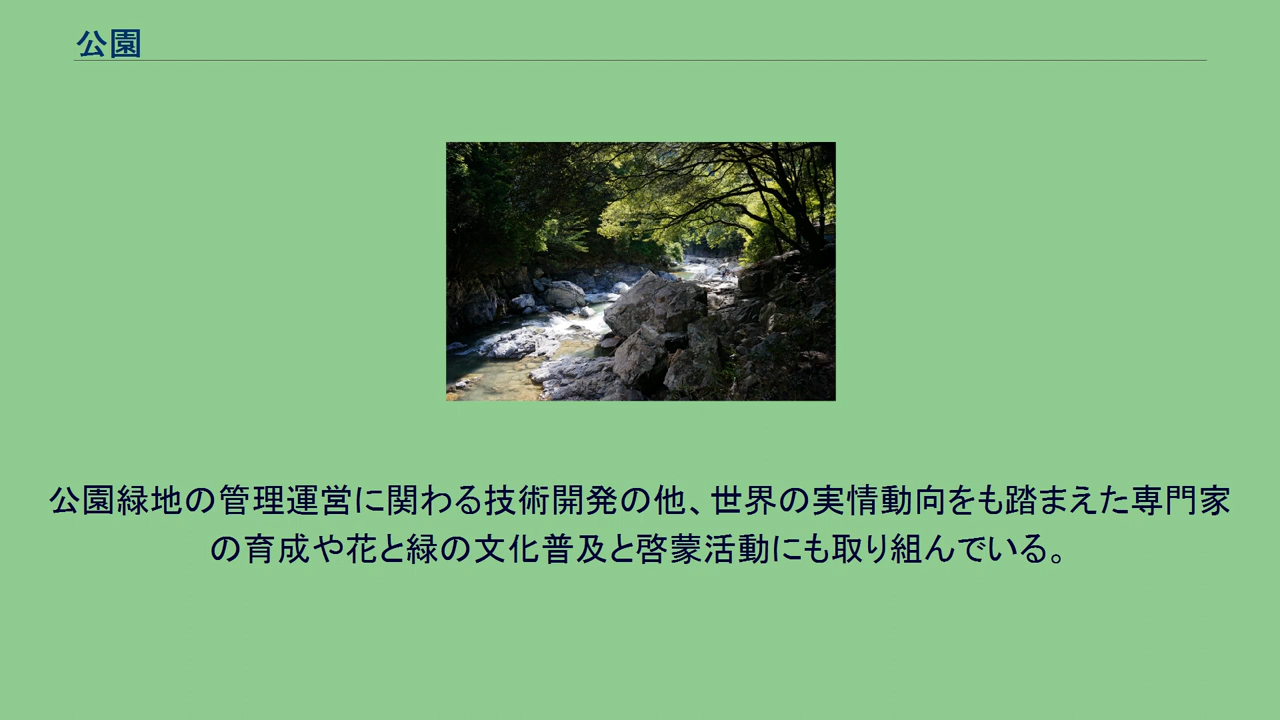 公園
公園緑地の管理運営に関わる技術開発の他、世界の実情動向をも踏まえた専門家
の育成や花と緑の文化普及と啓蒙活動にも取り組んでいる。